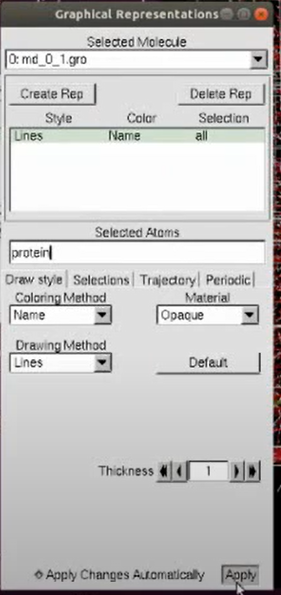 Graphical Representations
Selected Molecule
0: md_0_1.gro
Create Rep Delete Rep
Style Color Selection
Lines Name all
Selected Atoms
protein
Draw style Selections Trajectory Periodic
Coloring Method Material
Name Opaque
Drawing Method
Lines Default
Thickness 1
Apply Changes Automatically Apply